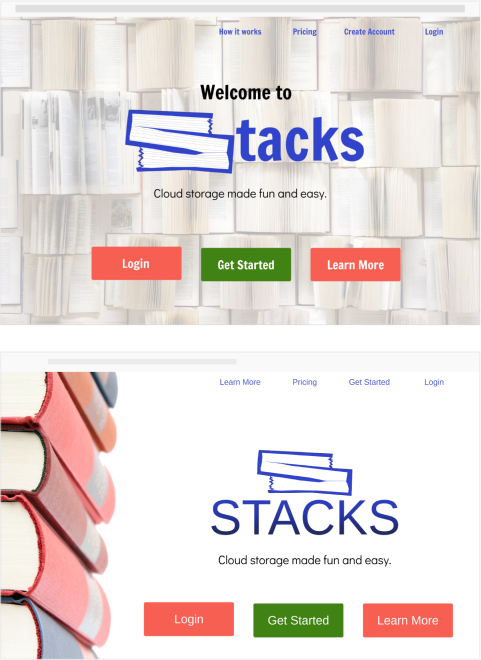 How it works Pricing Create Account Login
Welcome to
Stacks
Cloud storage made fun and easy.
Login Get Started Learn More
Learn More Pricing Get Started Login
STACKS
Cloud storage made fun and easy.
Login Get Started Learn More